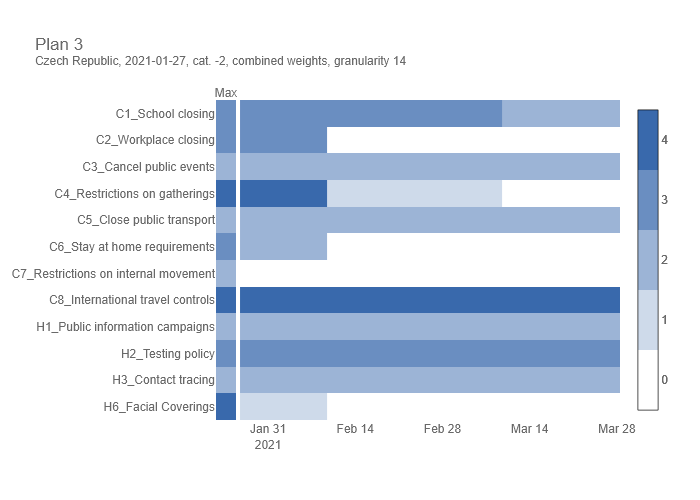 Plan 3
Czech Republic, 2021-01-27, cat. -2, combined weights, granularity 14
Max
C1_School closing
C2_Workplace closing
C3_Cancel public events
C4_Restrictions on gatherings
C5_Close public transport
C6_Stay at home requirements
C7_Restrictions on internal movement
C8_International travel controls
H1_Public information campaigns
H2_Testing policy
H3_Contact tracing
H6_Facial Coverings
Jan 31 Feb 14 Feb 28 Mar 14 Mar 28
2021
4
3
2
1
0